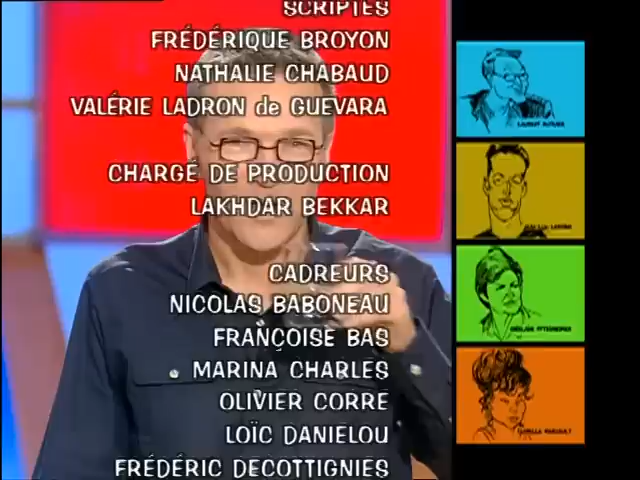 SCRIPTES
FRÉDÉRIQUE BROYON
NATHALIE CHABAUD
VALÉRIE LADRON de GUEVARA
CHARGÉ DE PRODUCTION
LAKHDAR BEKKAR
CADREURS
NICOLAS BABONEAU
FRANÇOISE BAS
MARINA CHARLES
OLIVIER CORRE
LOÏC DANIELOU
FRÉDÉRIC DECOTTIGNIES
LAURENT